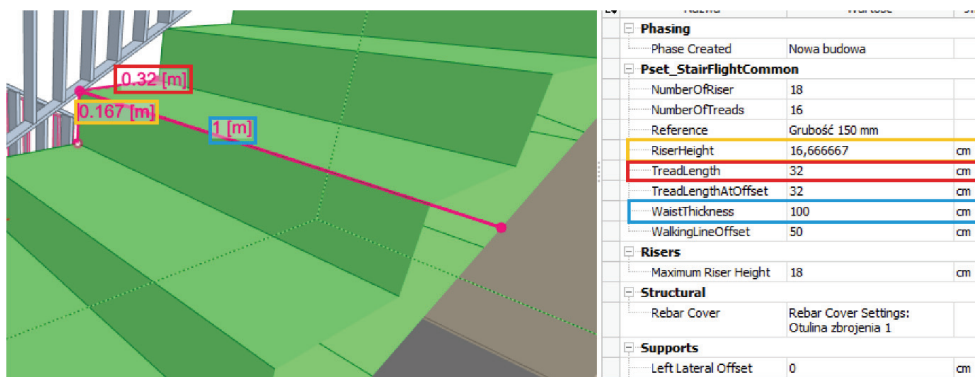 Nazwa Wartość
0.32 [m]
0.167 [m]
1 [m]
Phasing
Phase Created Nowa budowa
Pset_StairFlightCommon
NumberOfRiser 18
NumberOfTreads 16
Reference Grubość 150 mm
RiserHeight 16,666667 cm
TreadLength 32 cm
TreadLengthAtOffset 32 cm
WaistThickness 100 cm
WalkingLineOffset 50 cm
Risers
Maximum Riser Height 18 cm
Structural
Rebar Cover Rebar Cover Settings:
Otulina zbrojenia 1
Supports
Left Lateral Offset 0 cm